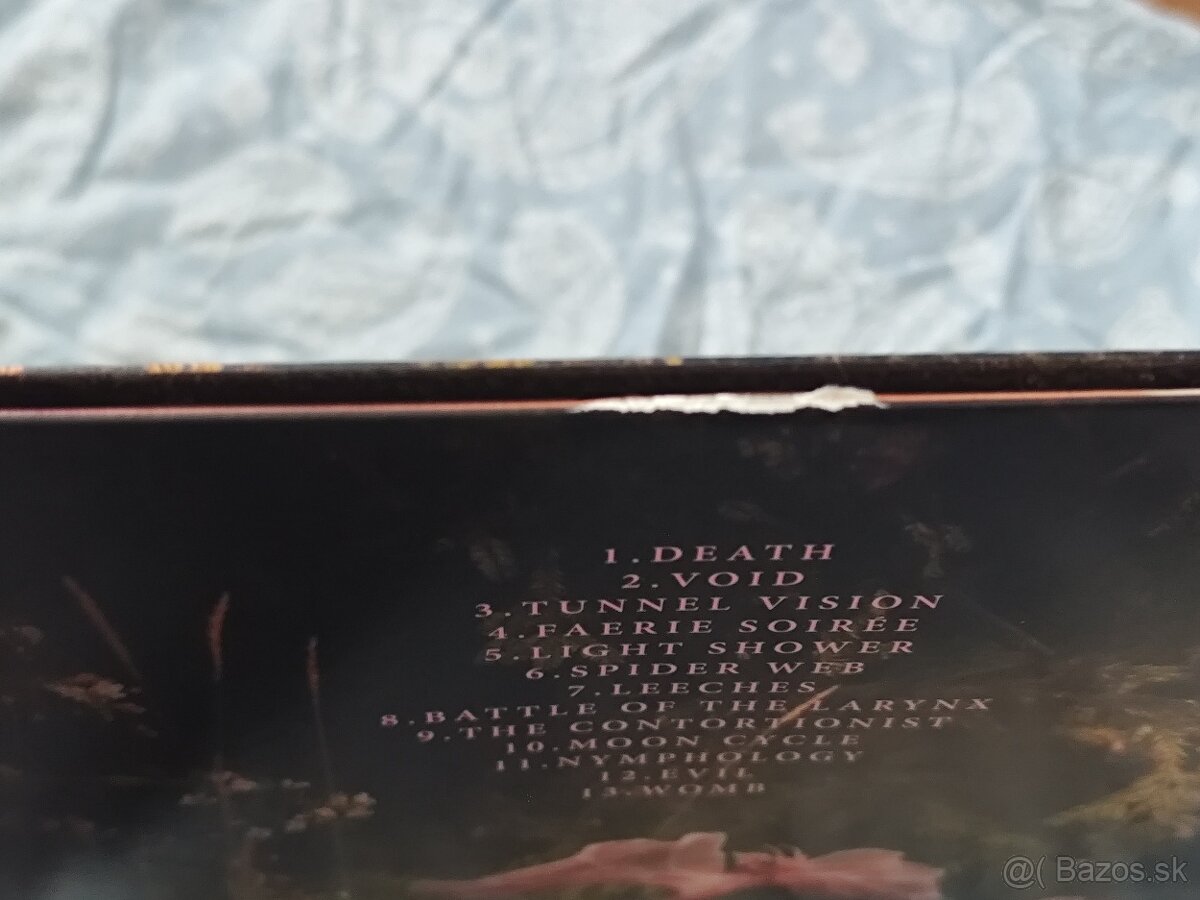 1.DEATH
2.VOID
3.TUNNEL VISION
4.FAERIE SOIRÉE
5.LIGHT SHOWER
6.SPIDER WEB
7.LEECHES
8.BATTLE OF THE LARYNX
9.THE CONTORTIONIST
10.MOON CYCLE
11.NYMPHOLOGY
12.EVIL
13.WOMB
@( Bazos.sk